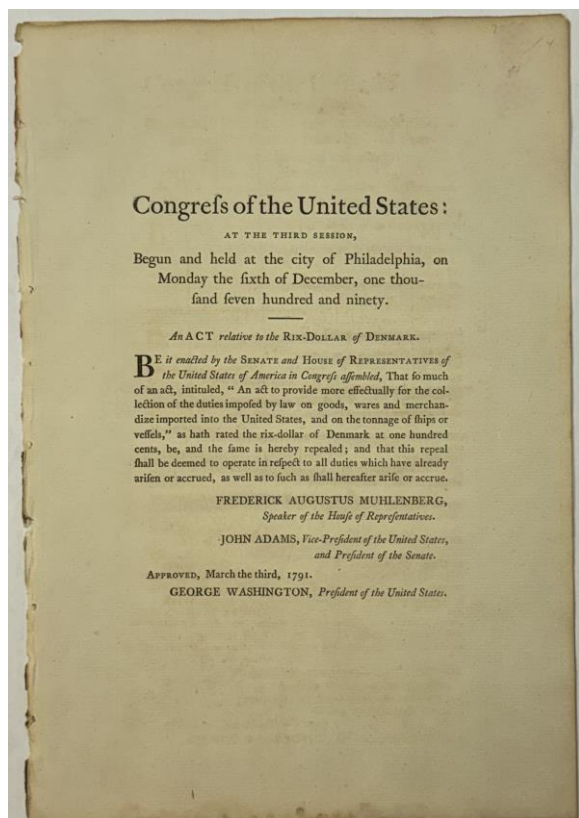 Congreſs of the United States:
AT THE THIRD SESSION,
Begun and held at the city of Philadelphia, on
Monday the ſixth of December, one thou-
ſand ſeven hundred and ninety.
An ACT relative to the RIX-DOLLAR of DENMARK.
BE it enacted by the SENATE and HOUSE of REPRESENTATIVES of
the United States of America in Congreſs aſſembled, That ſo much
of an act, intituled, “ An act to provide more effectually for the col-
lection of the duties impoſed by law on goods, wares and merchan-
dize imported into the United States, and on the tonnage of ſhips or
veſſels,” as hath rated the rix-dollar of Denmark at one hundred
cents, be, and the ſame is hereby repealed; and that this repeal
ſhall be deemed to operate in reſpect to all duties which have already
ariſen or accrued, as well as to ſuch as ſhall hereafter ariſe or accrue.
FREDERICK AUGUSTUS MUHLENBERG,
Speaker of the Houſe of Repreſentatives.
JOHN ADAMS, Vice-Preſident of the United States,
and Preſident of the Senate.
APPROVED, March the third, 1791.
GEORGE WASHINGTON, Preſident of the United States.